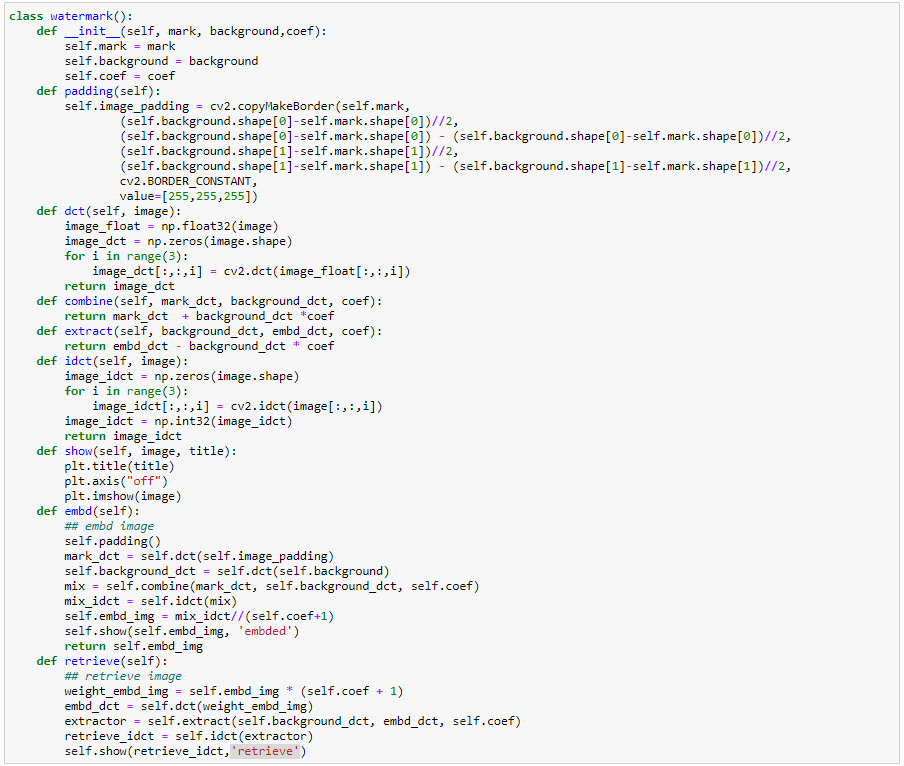 class watermark():
    def __init__(self, mark, background,coef):
        self.mark = mark
        self.background = background
        self.coef = coef
    def padding(self):
        self.image_padding = cv2.copyMakeBorder(self.mark,
                (self.background.shape[0]-self.mark.shape[0])//2,
                (self.background.shape[0]-self.mark.shape[0]) - (self.background.shape[0]-self.mark.shape[0])//2,
                (self.background.shape[1]-self.mark.shape[1])//2,
                (self.background.shape[1]-self.mark.shape[1]) - (self.background.shape[1]-self.mark.shape[1])//2,
                cv2.BORDER_CONSTANT,
                value=[255,255,255])
    def dct(self, image):
        image_float = np.float32(image)
        image_dct = np.zeros(image.shape)
        for i in range(3):
            image_dct[:,:,i] = cv2.dct(image_float[:,:,i])
        return image_dct
    def combine(self, mark_dct, background_dct, coef):
        return mark_dct  + background_dct *coef
    def extract(self, background_dct, embd_dct, coef):
        return embd_dct - background_dct * coef
    def idct(self, image):
        image_idct = np.zeros(image.shape)
        for i in range(3):
            image_idct[:,:,i] = cv2.idct(image[:,:,i])
        image_idct = np.int32(image_idct)
        return image_idct
    def show(self, image, title):
        plt.title(title)
        plt.axis("off")
        plt.imshow(image)
    def embd(self):
        ## embd image
        self.padding()
        mark_dct = self.dct(self.image_padding)
        self.background_dct = self.dct(self.background)
        mix = self.combine(mark_dct, self.background_dct, self.coef)
        mix_idct = self.idct(mix)
        self.embd_img = mix_idct//(self.coef+1)
        self.show(self.embd_img, 'embded')
        return self.embd_img
    def retrieve(self):
        ## retrieve image
        weight_embd_img = self.embd_img * (self.coef + 1)
        embd_dct = self.dct(weight_embd_img)
        extractor = self.extract(self.background_dct, embd_dct, self.coef)
        retrieve_idct = self.idct(extractor)
        self.show(retrieve_idct,'retrieve')